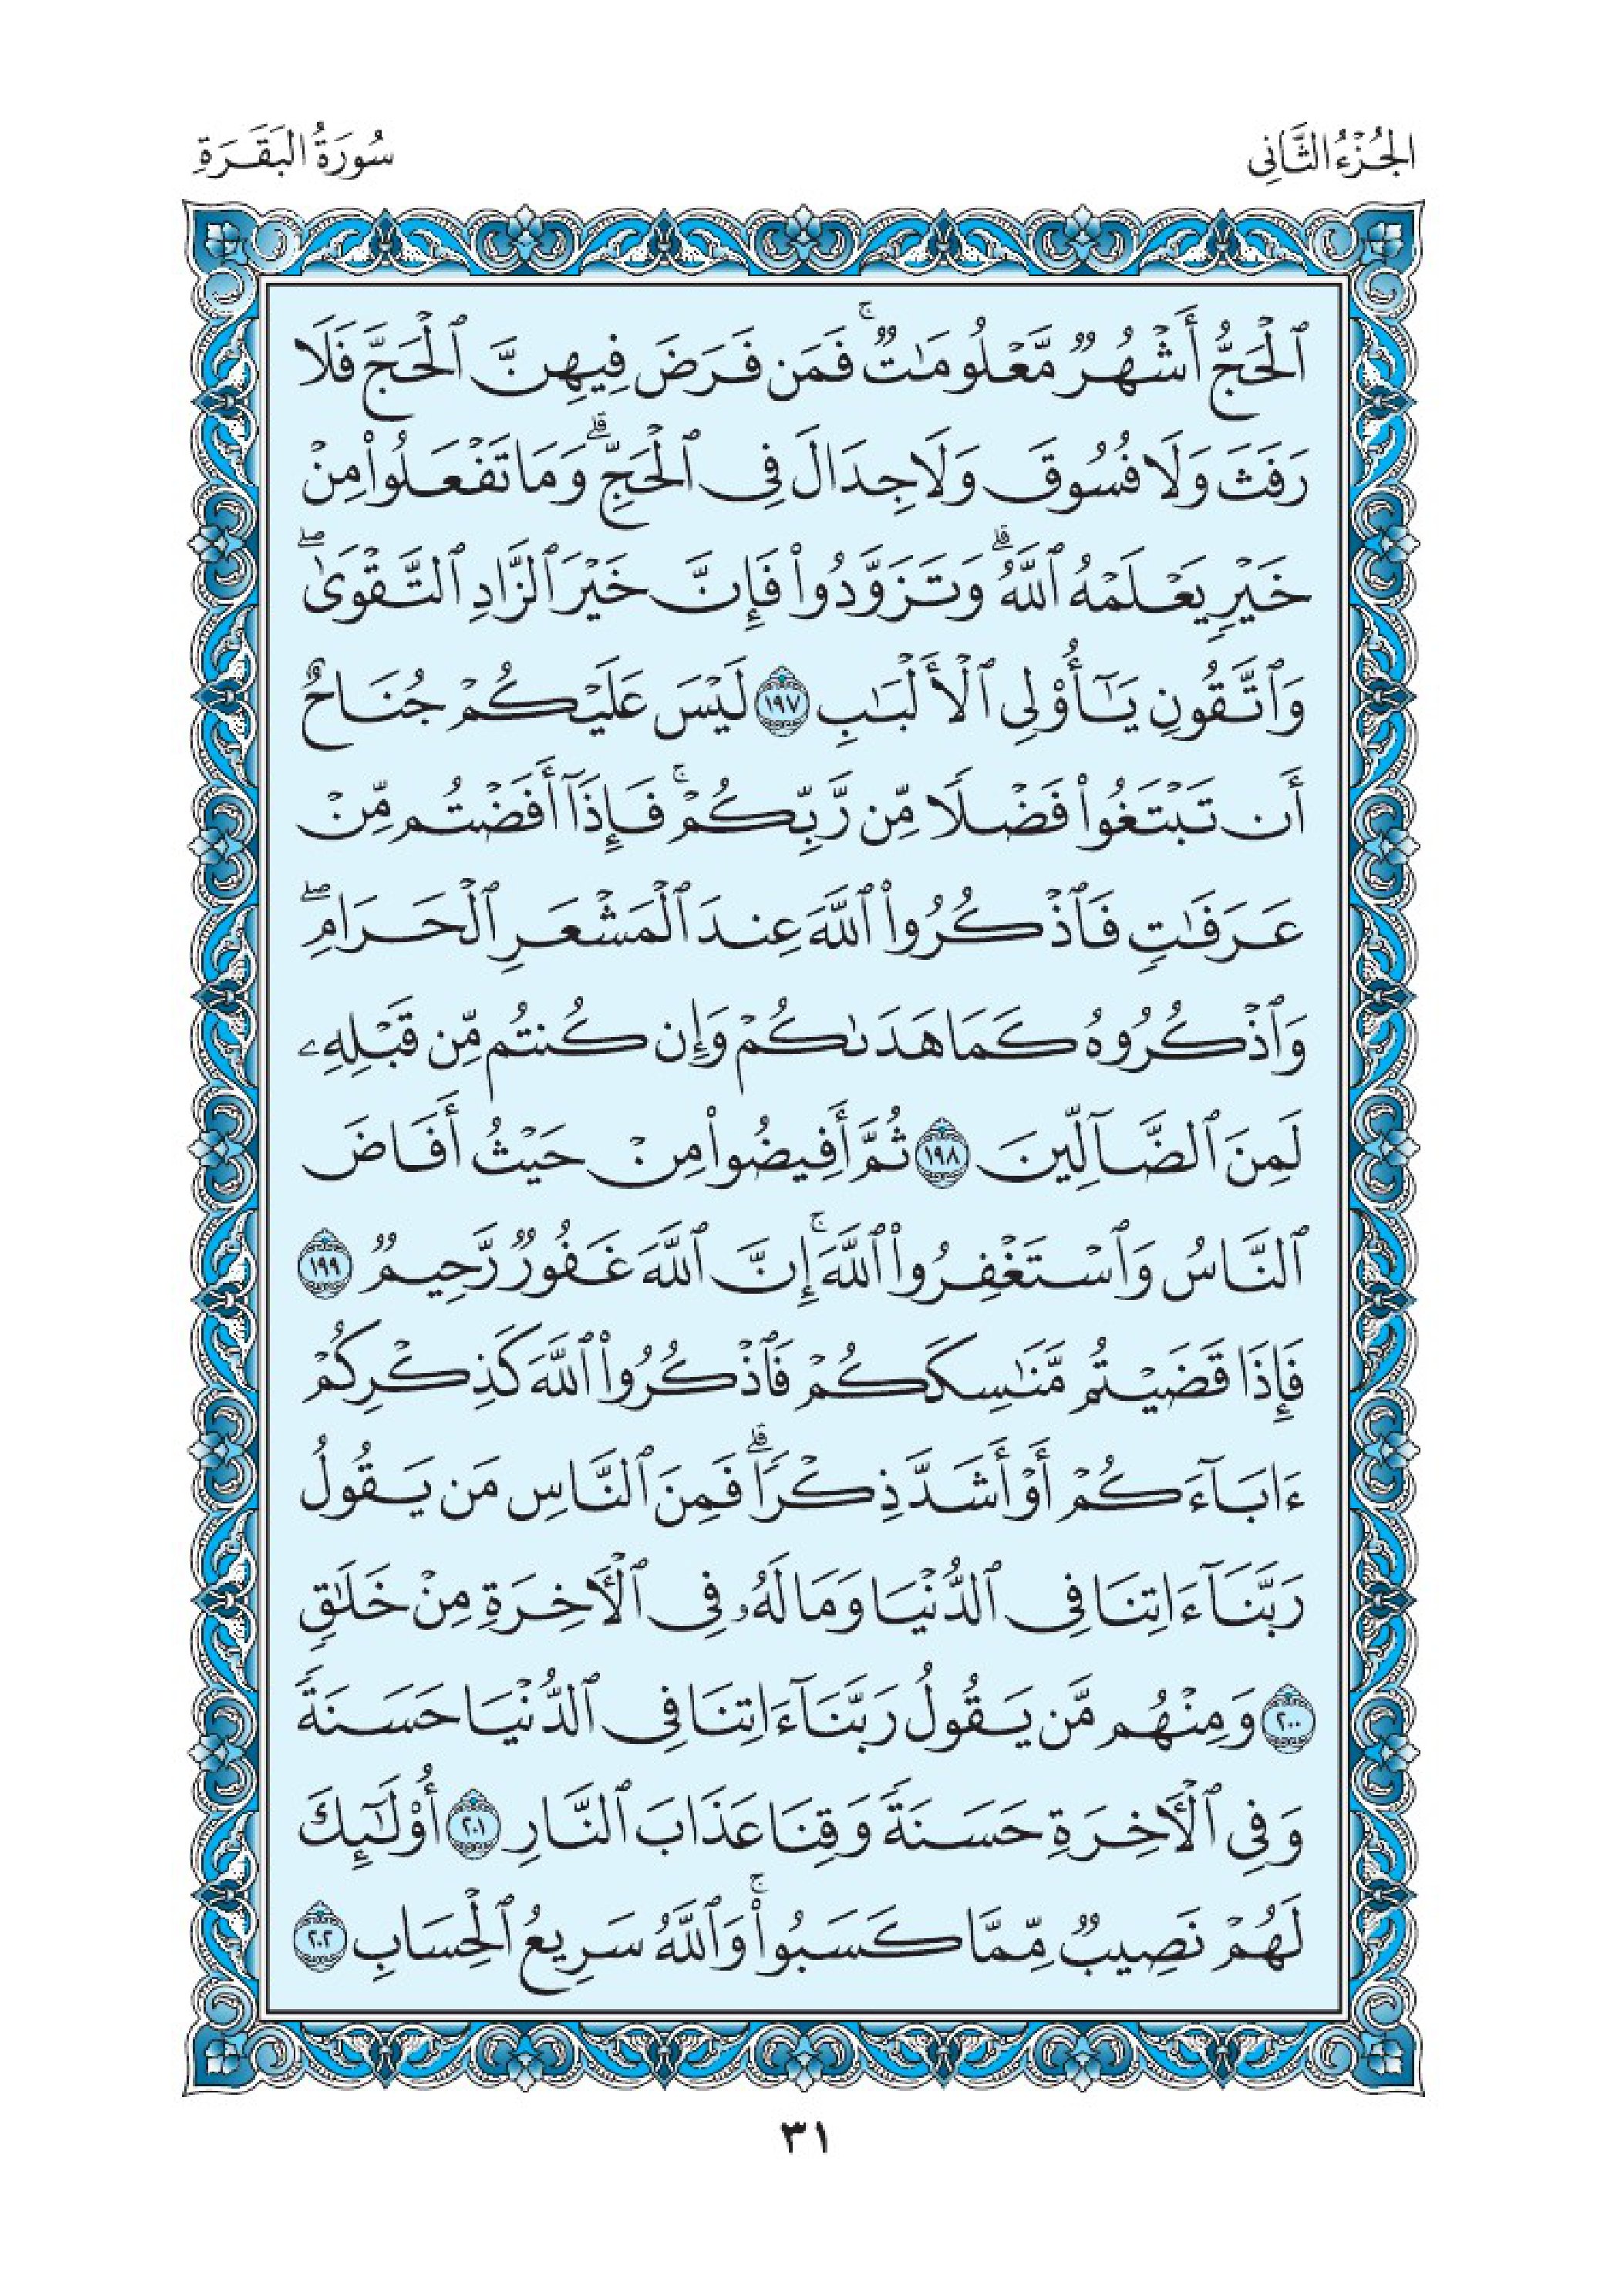 الجُزْءُ الثَّانِي
سُورَةُ البَقَرَةِ
ٱلْحَجُّ أَشْهُرٌ مَّعْلُومَٰتٌ ۚ فَمَن فَرَضَ فِيهِنَّ ٱلْحَجَّ فَلَا
رَفَثَ وَلَا فُسُوقَ وَلَا جِدَالَ فِى ٱلْحَجِّ ۗ وَمَا تَفْعَلُوا۟ مِنْ
خَيْرٍ يَعْلَمْهُ ٱللَّهُ ۗ وَتَزَوَّدُوا۟ فَإِنَّ خَيْرَ ٱلزَّادِ ٱلتَّقْوَىٰ ۖ
وَٱتَّقُونِ يَٰٓأُو۟لِى ٱلْأَلْبَٰبِ ١٩٧ لَيْسَ عَلَيْكُمْ جُنَاحٌ
أَن تَبْتَغُوا۟ فَضْلًا مِّن رَّبِّكُمْ ۚ فَإِذَآ أَفَضْتُم مِّنْ
عَرَفَٰتٍ فَٱذْكُرُوا۟ ٱللَّهَ عِندَ ٱلْمَشْعَرِ ٱلْحَرَامِ ۖ
وَٱذْكُرُوهُ كَمَا هَدَىٰكُمْ وَإِن كُنتُم مِّن قَبْلِهِۦ
لَمِنَ ٱلضَّآلِّينَ ١٩٨ ثُمَّ أَفِيضُوا۟ مِنْ حَيْثُ أَفَاضَ
ٱلنَّاسُ وَٱسْتَغْفِرُوا۟ ٱللَّهَ ۚ إِنَّ ٱللَّهَ غَفُورٌ رَّحِيمٌ ١٩٩
فَإِذَا قَضَيْتُم مَّنَٰسِكَكُمْ فَٱذْكُرُوا۟ ٱللَّهَ كَذِكْرِكُمْ
ءَابَآءَكُمْ أَوْ أَشَدَّ ذِكْرًا ۗ فَمِنَ ٱلنَّاسِ مَن يَقُولُ
رَبَّنَآ ءَاتِنَا فِى ٱلدُّنْيَا وَمَا لَهُۥ فِى ٱلْءَاخِرَةِ مِنْ خَلَٰقٍ
٢٠٠ وَمِنْهُم مَّن يَقُولُ رَبَّنَآ ءَاتِنَا فِى ٱلدُّنْيَا حَسَنَةً
وَفِى ٱلْءَاخِرَةِ حَسَنَةً وَقِنَا عَذَابَ ٱلنَّارِ ٢٠١ أُو۟لَٰٓئِكَ
لَهُمْ نَصِيبٌ مِّمَّا كَسَبُوا۟ ۚ وَٱللَّهُ سَرِيعُ ٱلْحِسَابِ ٢٠٢
٣١